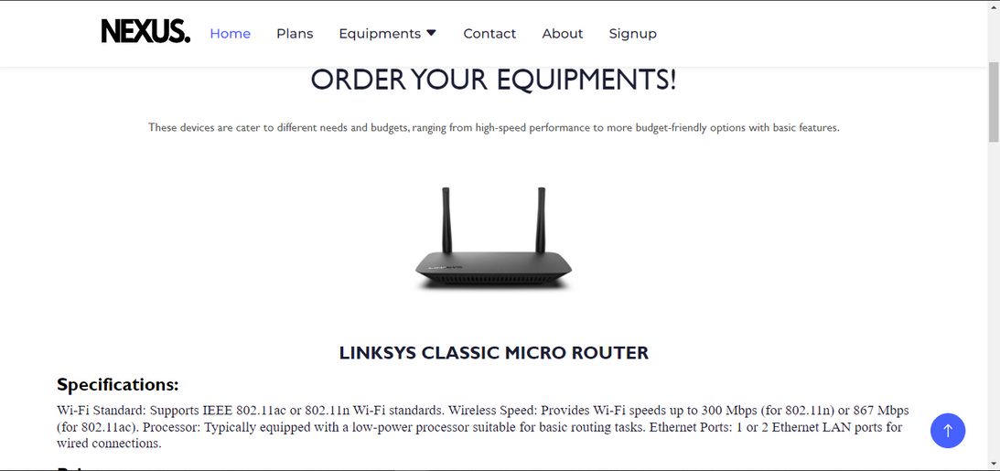 NEXUS. Home Plans Equipments Contact About Signup
ORDER YOUR EQUIPMENTS!
These devices are cater to different needs and budgets, ranging from high-speed performance to more budget-friendly options with basic features.
LINKSYS CLASSIC MICRO ROUTER
Specifications:
Wi-Fi Standard: Supports IEEE 802.11ac or 802.11n Wi-Fi standards. Wireless Speed: Provides Wi-Fi speeds up to 300 Mbps (for 802.11n) or 867 Mbps
(for 802.11ac). Processor: Typically equipped with a low-power processor suitable for basic routing tasks. Ethernet Ports: 1 or 2 Ethernet LAN ports for
wired connections.